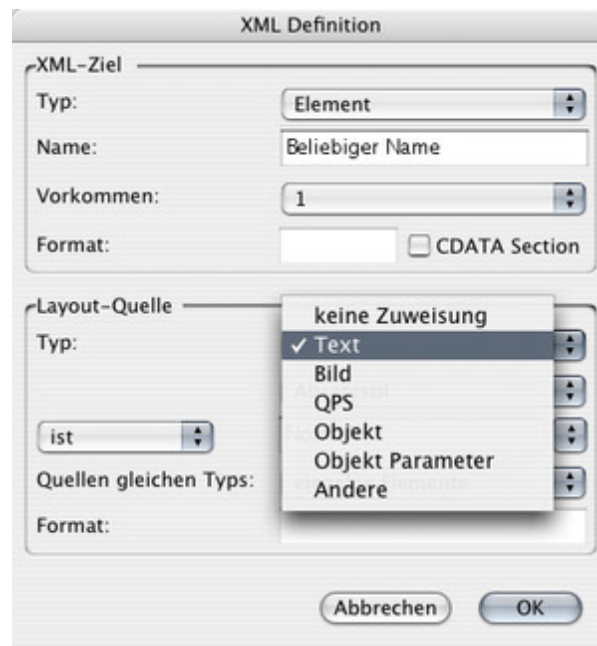 XML Definition
XML-Ziel
Typ: Element
Name: Beliebiger Name
Vorkommen: 1
Format: CDATA Section
Layout-Quelle
Typ:
keine Zuweisung
✓ Text
Bild
QPS
Objekt
Objekt Parameter
Andere
ist
Quellen gleichen Typs:
Format:
Abbrechen OK